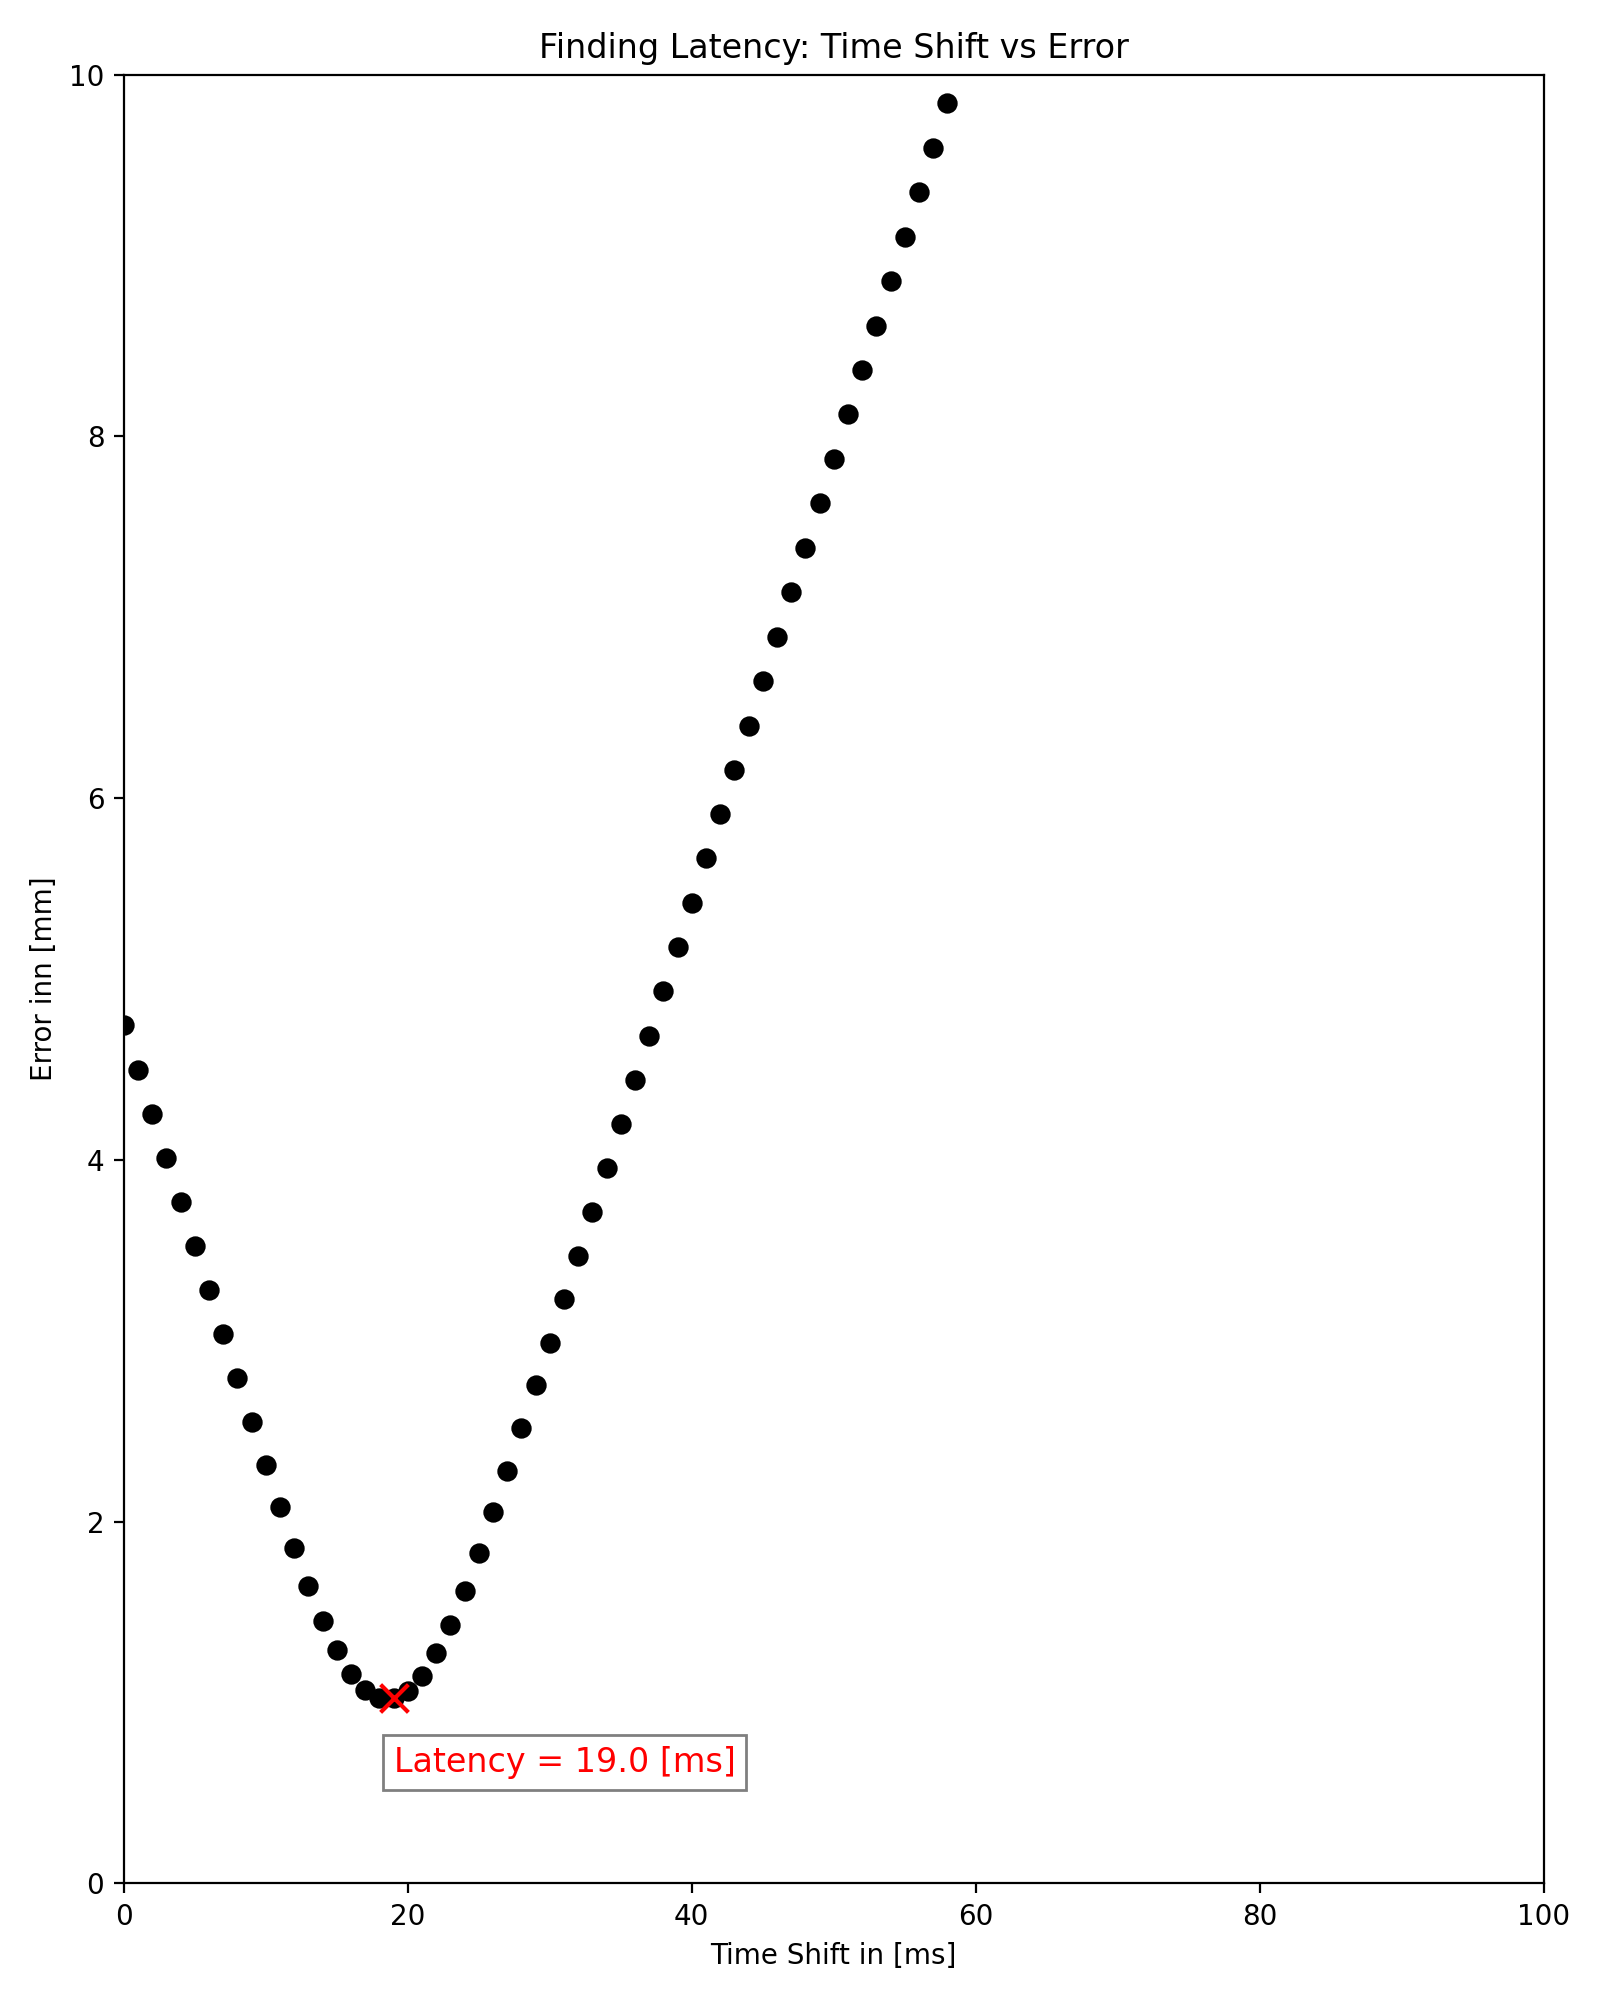 Finding Latency: Time Shift vs Error
10
8
6
4
2
0
Error inn [mm]
Latency = 19.0 [ms]
0 20 40 60 80 100
Time Shift in [ms]